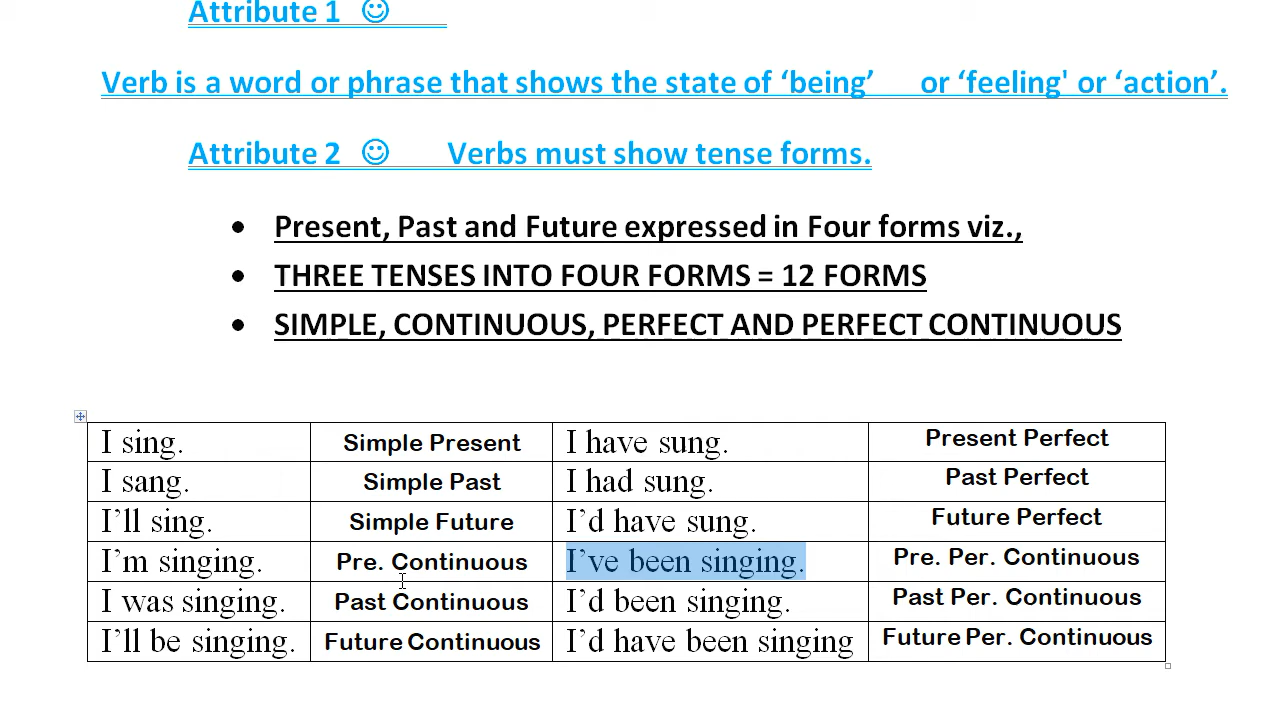 Attribute 1 ☺
Verb is a word or phrase that shows the state of ‘being’ or ‘feeling' or ‘action’.
Attribute 2 ☺ Verbs must show tense forms.
• Present, Past and Future expressed in Four forms viz.,
• THREE TENSES INTO FOUR FORMS = 12 FORMS
• SIMPLE, CONTINUOUS, PERFECT AND PERFECT CONTINUOUS
I sing. Simple Present I have sung. Present Perfect
I sang. Simple Past I had sung. Past Perfect
I’ll sing. Simple Future I’d have sung. Future Perfect
I’m singing. Pre. Continuous I’ve been singing. Pre. Per. Continuous
I was singing. Past Continuous I’d been singing. Past Per. Continuous
I’ll be singing. Future Continuous I’d have been singing Future Per. Continuous